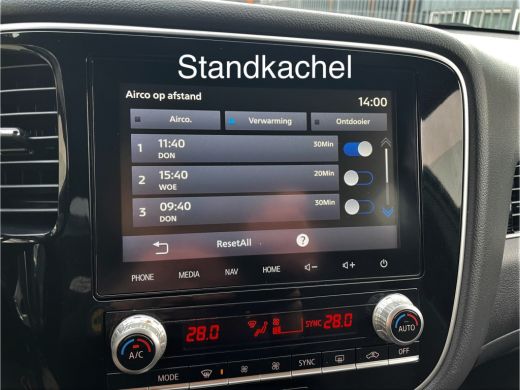 Standkachel
Airco op afstand 14:00
Airco. Verwarming Ontdooier
1 11:40 30Min
DON
2 15:40 20Min
WOE
3 09:40 30Min
DON
ResetAll ?
PHONE MEDIA NAV HOME
28.0 SYNC 28.0
A/C AUTO
MODE SYNC OFF